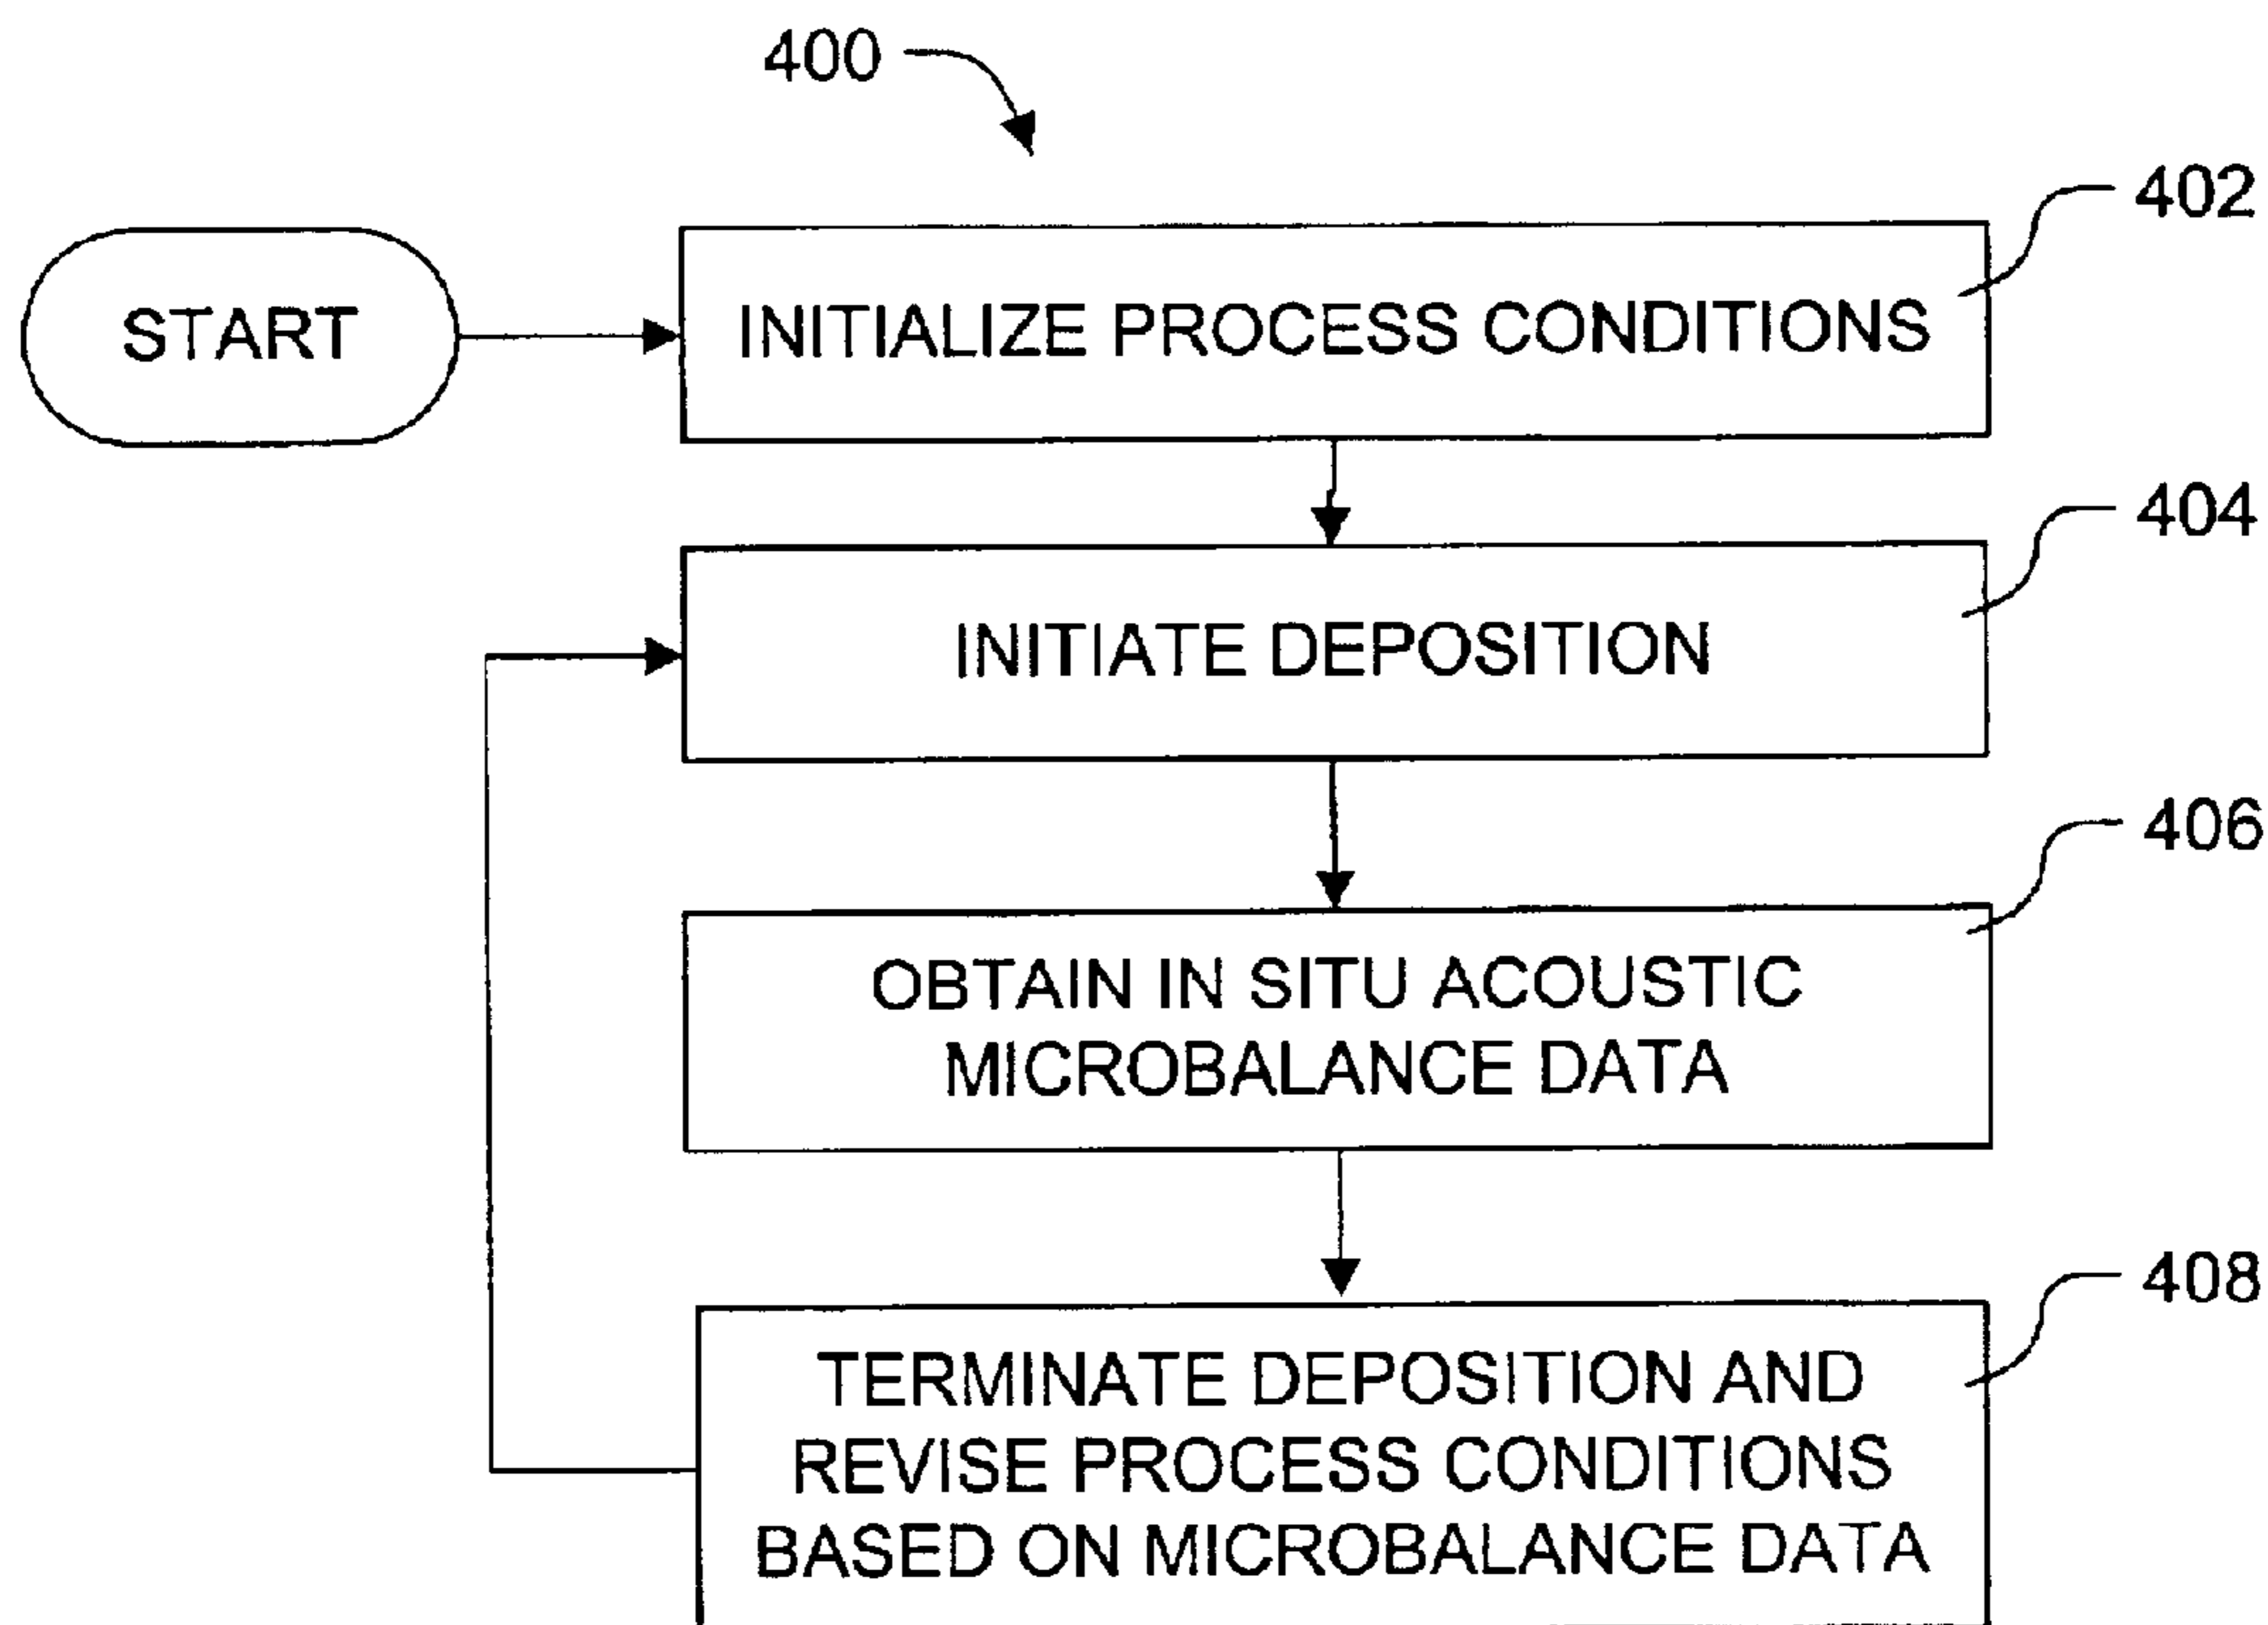 400
402
START
INITIALIZE PROCESS CONDITIONS
404
INITIATE DEPOSITION
406
OBTAIN IN SITU ACOUSTIC
MICROBALANCE DATA
408
TERMINATE DEPOSITION AND
REVISE PROCESS CONDITIONS
BASED ON MICROBALANCE DATA